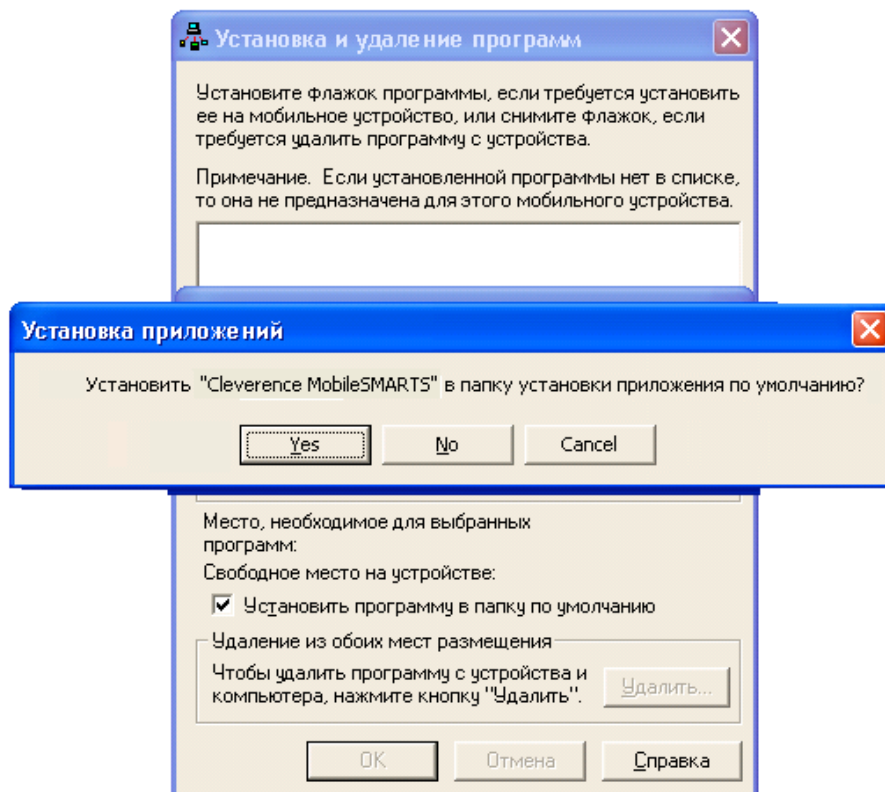 Установка и удаление программ
Установите флажок программы, если требуется установить
ее на мобильное устройство, или снимите флажок, если
требуется удалить программу с устройства.
Примечание. Если установленной программы нет в списке,
то она не предназначена для этого мобильного устройства.
Установка приложений
Установить "Cleverence MobileSMARTS" в папку установки приложения по умолчанию?
Yes
No
Cancel
Место, необходимое для выбранных
программ:
Свободное место на устройстве:
Установить программу в папку по умолчанию
Удаление из обоих мест размещения
Чтобы удалить программу с устройства и
компьютера, нажмите кнопку "Удалить".
Удалить...
OK
Отмена
Справка